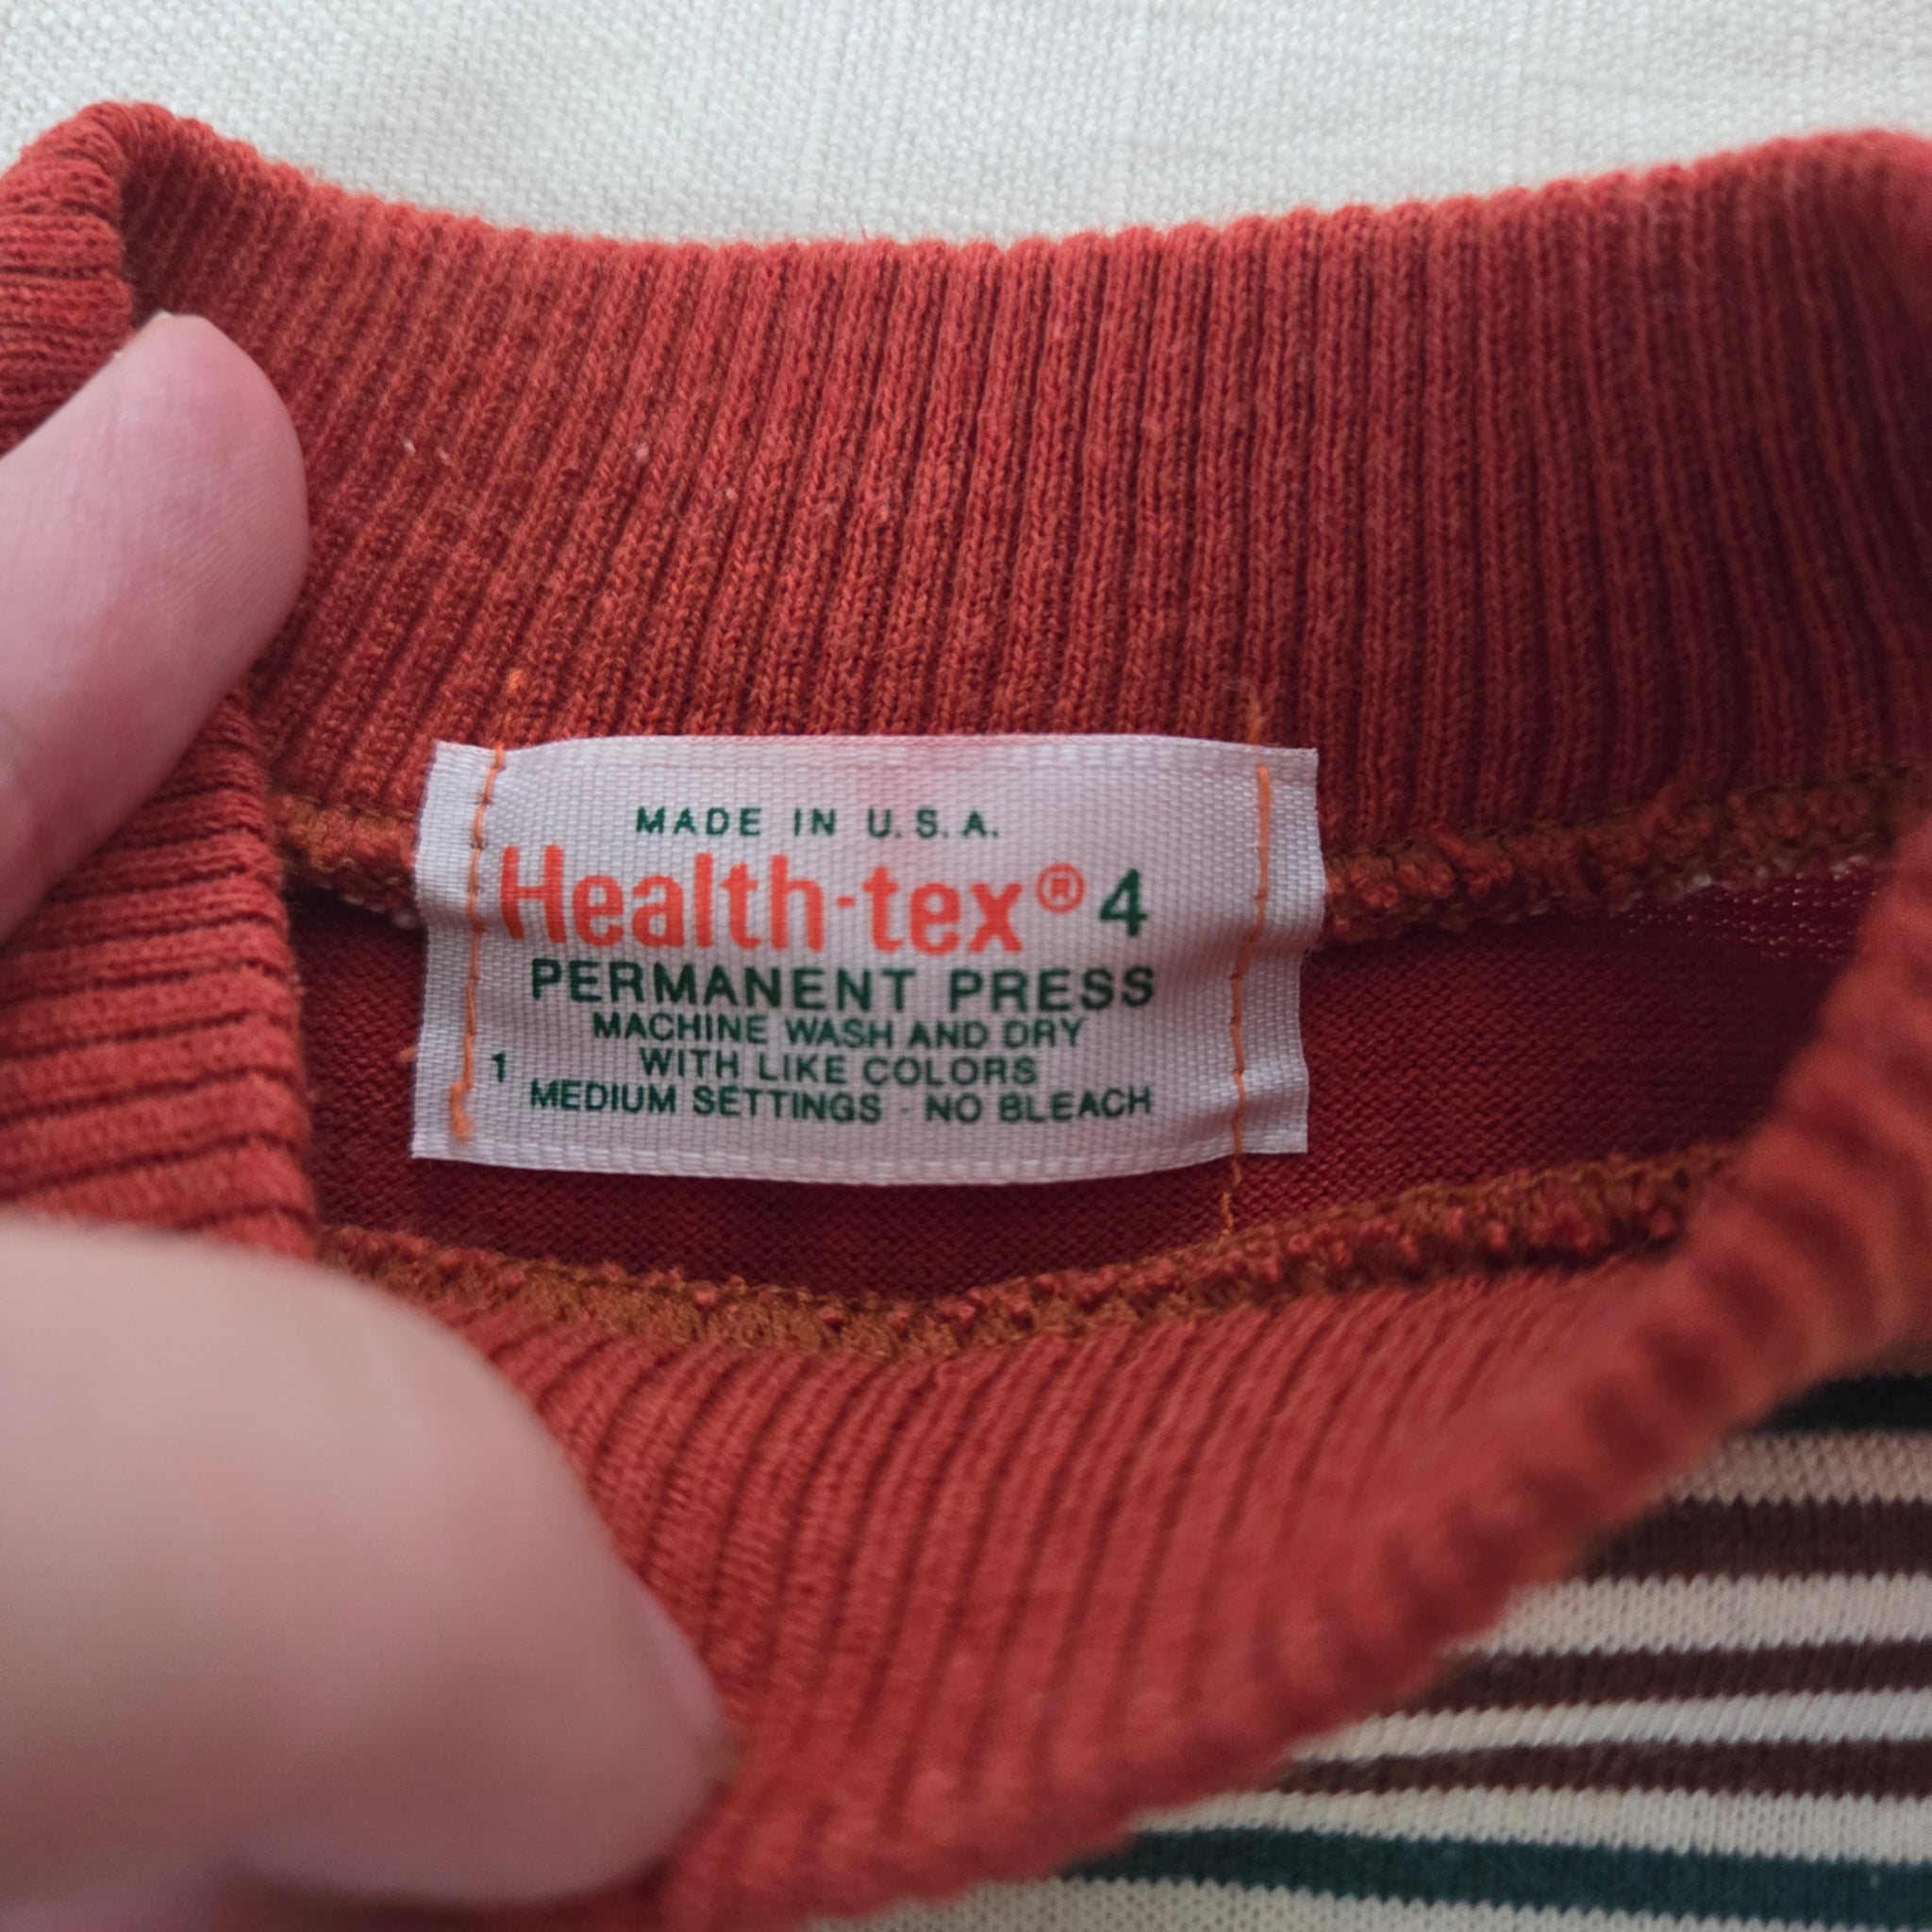 MADE IN U.S.A.
Health-tex® 4
PERMANENT PRESS
MACHINE WASH AND DRY
1 WITH LIKE COLORS
MEDIUM SETTINGS - NO BLEACH